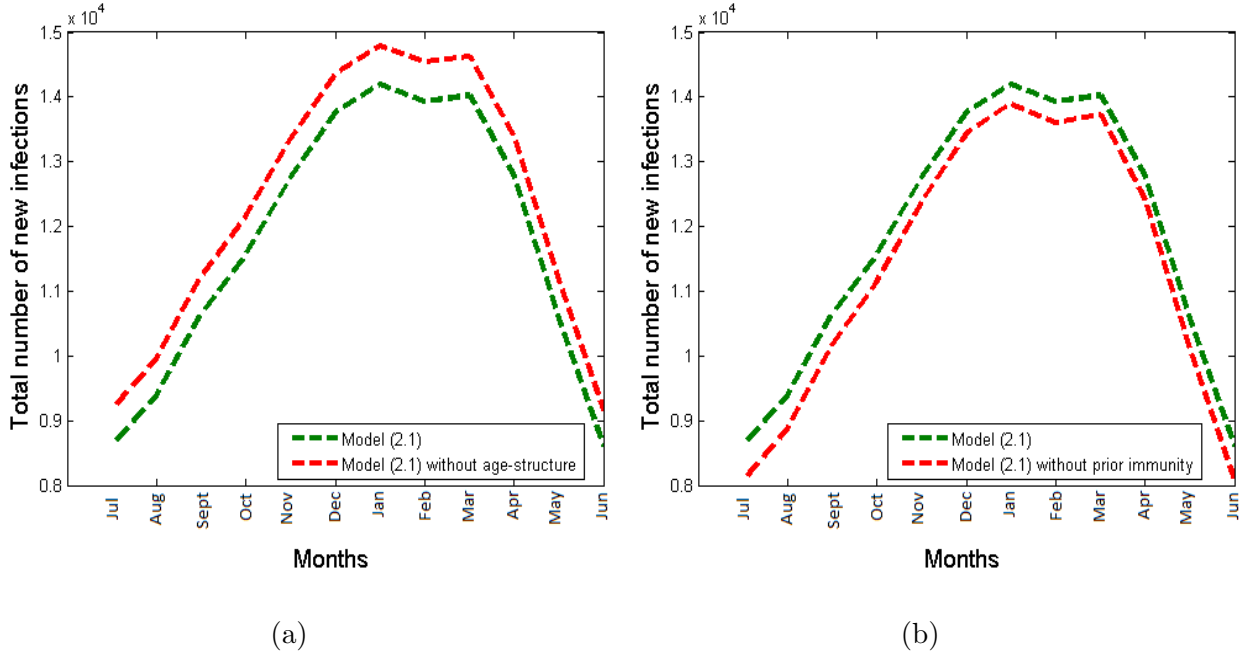 x 10⁴
1.5
1.4
1.3
1.2
1.1
1
0.9
0.8
Total number of new infections
Model (2.1)
Model (2.1) without age-structure
Jul Aug Sept Oct Nov Dec Jan Feb Mar Apr May Jun
Months
(a)
x 10⁴
1.5
1.4
1.3
1.2
1.1
1
0.9
0.8
Total number of new infections
Model (2.1)
Model (2.1) without prior immunity
Jul Aug Sept Oct Nov Dec Jan Feb Mar Apr May Jun
Months
(b)